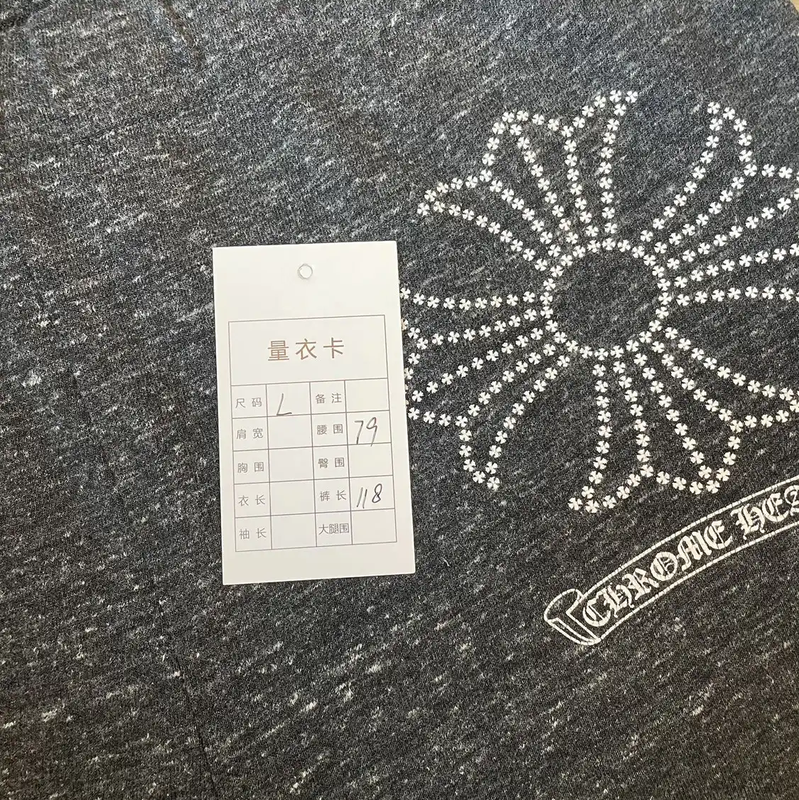 量衣卡
尺码 L 备注
肩宽 腰围 79
胸围 臀围
衣长 裤长 118
袖长 大腿围
CHROME HEA